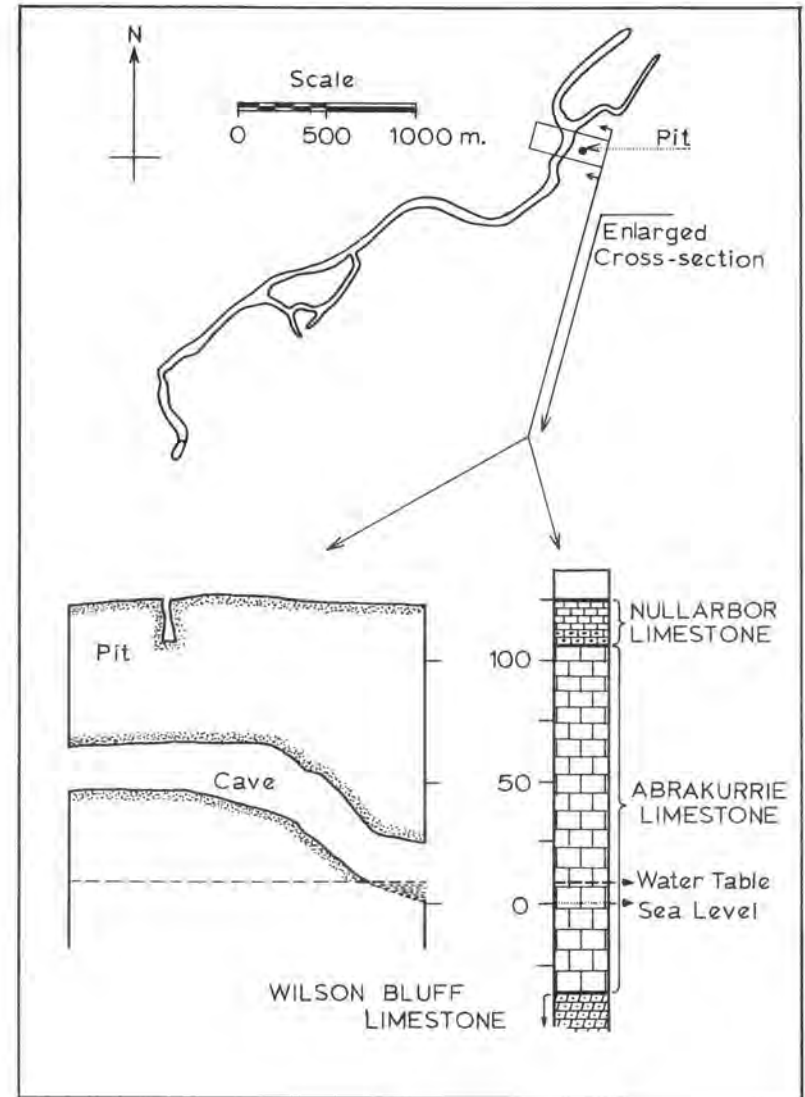 N
Scale
0 500 1000 m.
Pit
Enlarged
Cross-section
Pit
Cave
NULLARBOR
LIMESTONE
100
50
ABRAKURRIE
LIMESTONE
Water Table
0
Sea Level
WILSON BLUFF
LIMESTONE